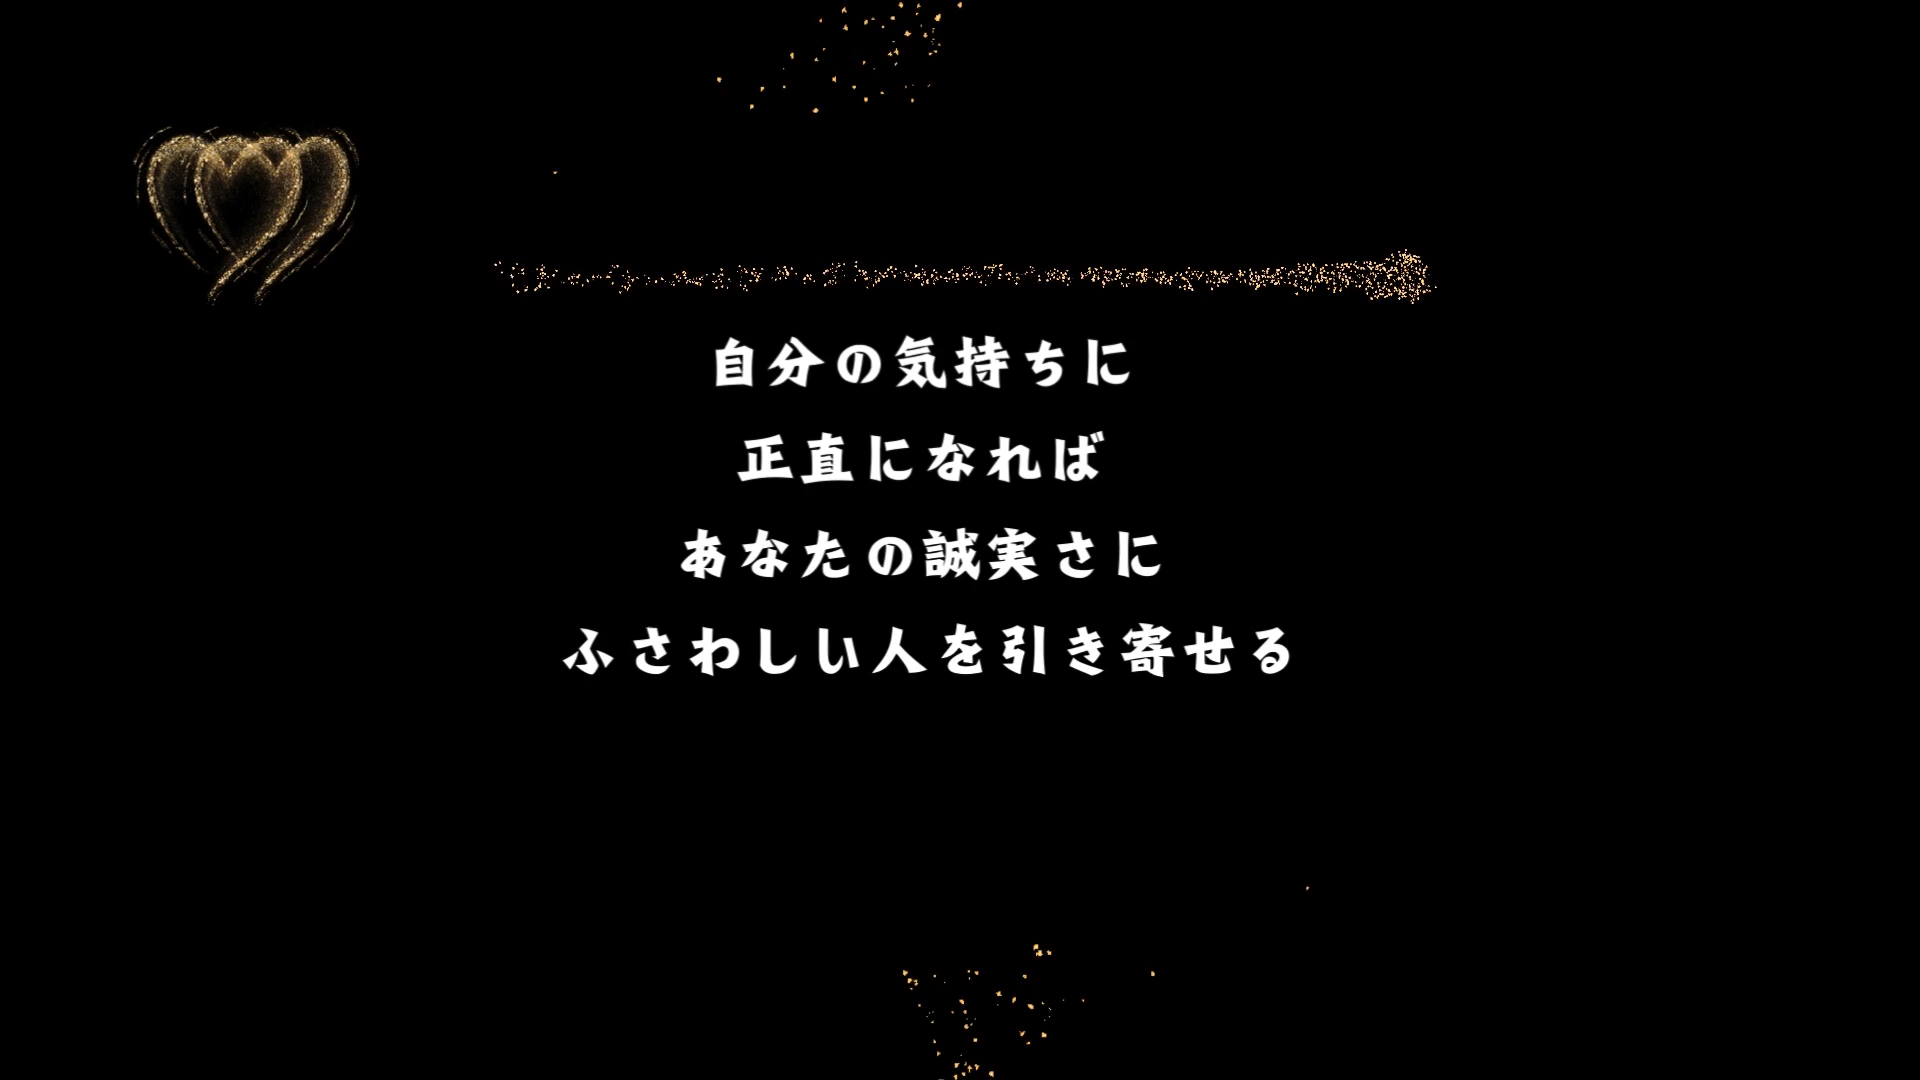 自分の気持ちに
正直になれば
あなたの誠実さに
ふさわしい人を引き寄せる